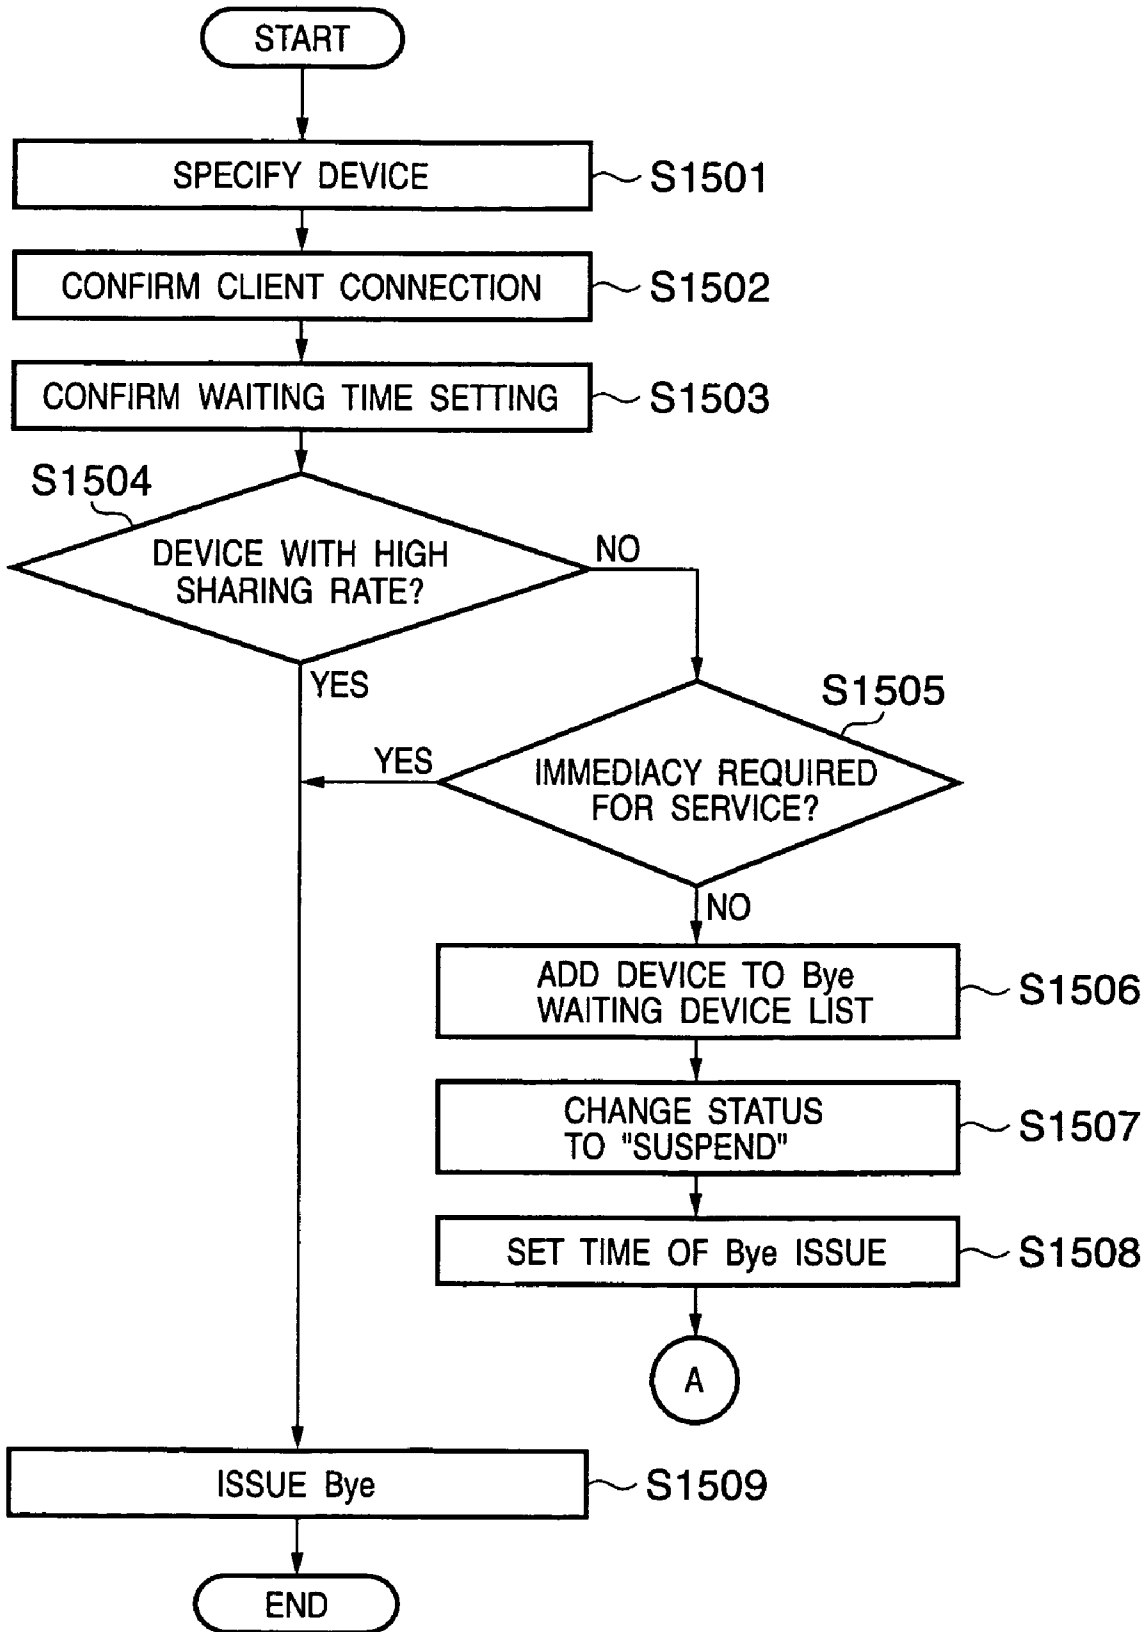 START
SPECIFY DEVICE
S1501
CONFIRM CLIENT CONNECTION
S1502
CONFIRM WAITING TIME SETTING
S1503
S1504
DEVICE WITH HIGH
SHARING RATE?
NO
YES
S1505
IMMEDIACY REQUIRED
FOR SERVICE?
YES
NO
ADD DEVICE TO Bye
WAITING DEVICE LIST
S1506
CHANGE STATUS
TO "SUSPEND"
S1507
SET TIME OF Bye ISSUE
S1508
A
ISSUE Bye
S1509
END